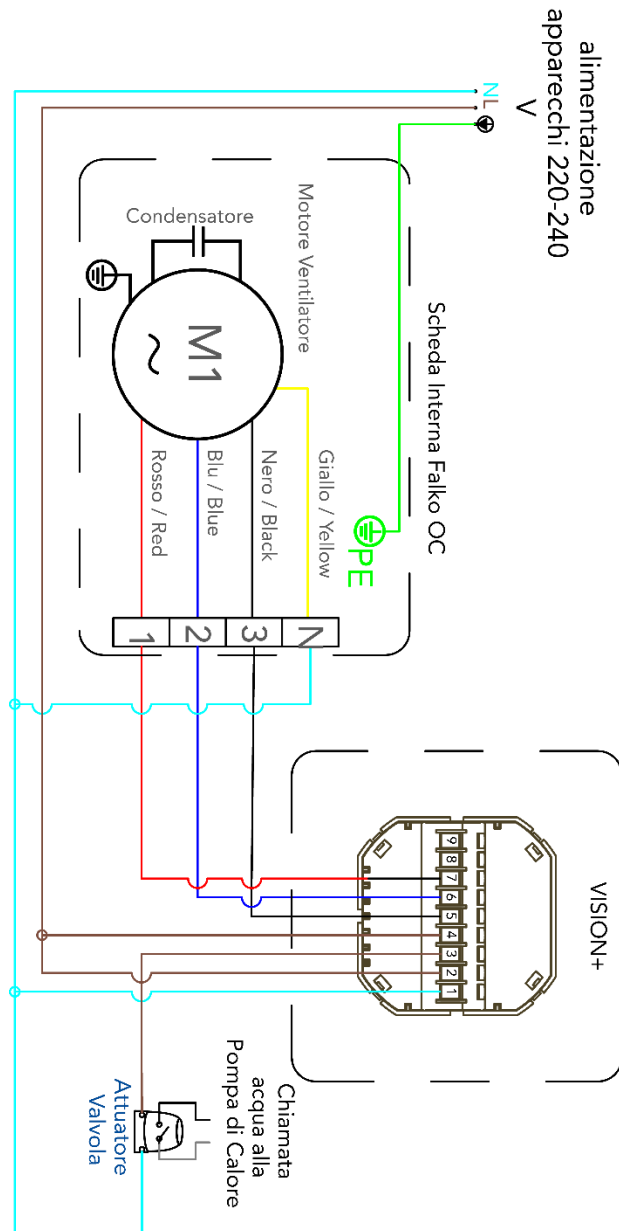 alimentazione
apparecchi 220-240
V
N
L
Scheda Interna Falko OC
Motore Ventilatore
Condensatore
M1
~
Giallo / Yellow
Nero / Black
Blu / Blue
Rosso / Red
PE
N
3
2
1
VISION+
9
8
7
6
5
4
3
2
1
Chiamata
acqua alla
Pompa di Calore
Attuatore
Valvola